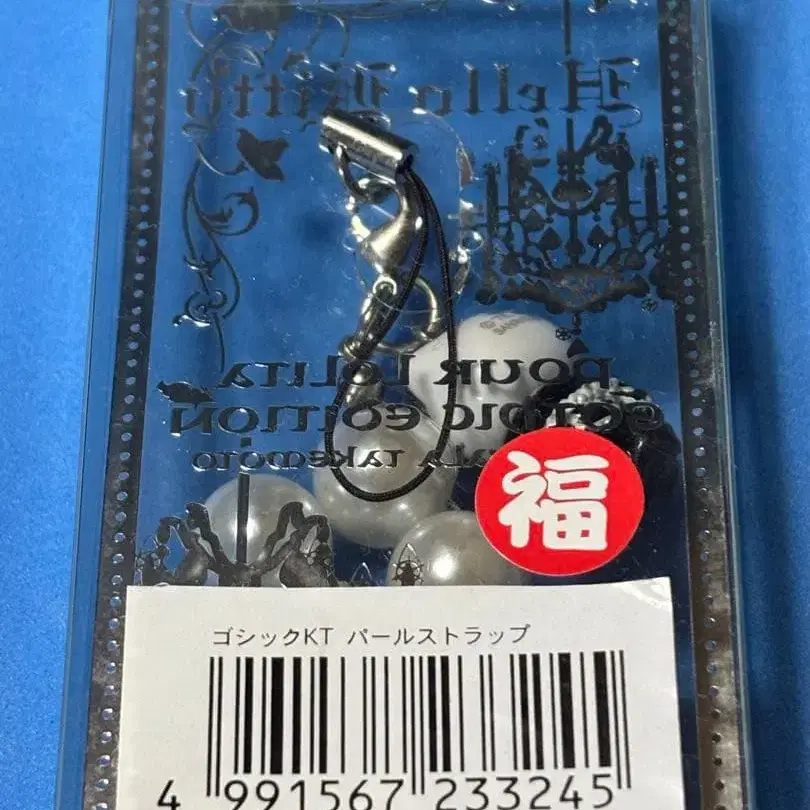 Hello Kitty
POUR LOLITA
GOTHIC EDITION
TAKEMOTO
福
ゴシックKT パールストラップ
4 991567 233245